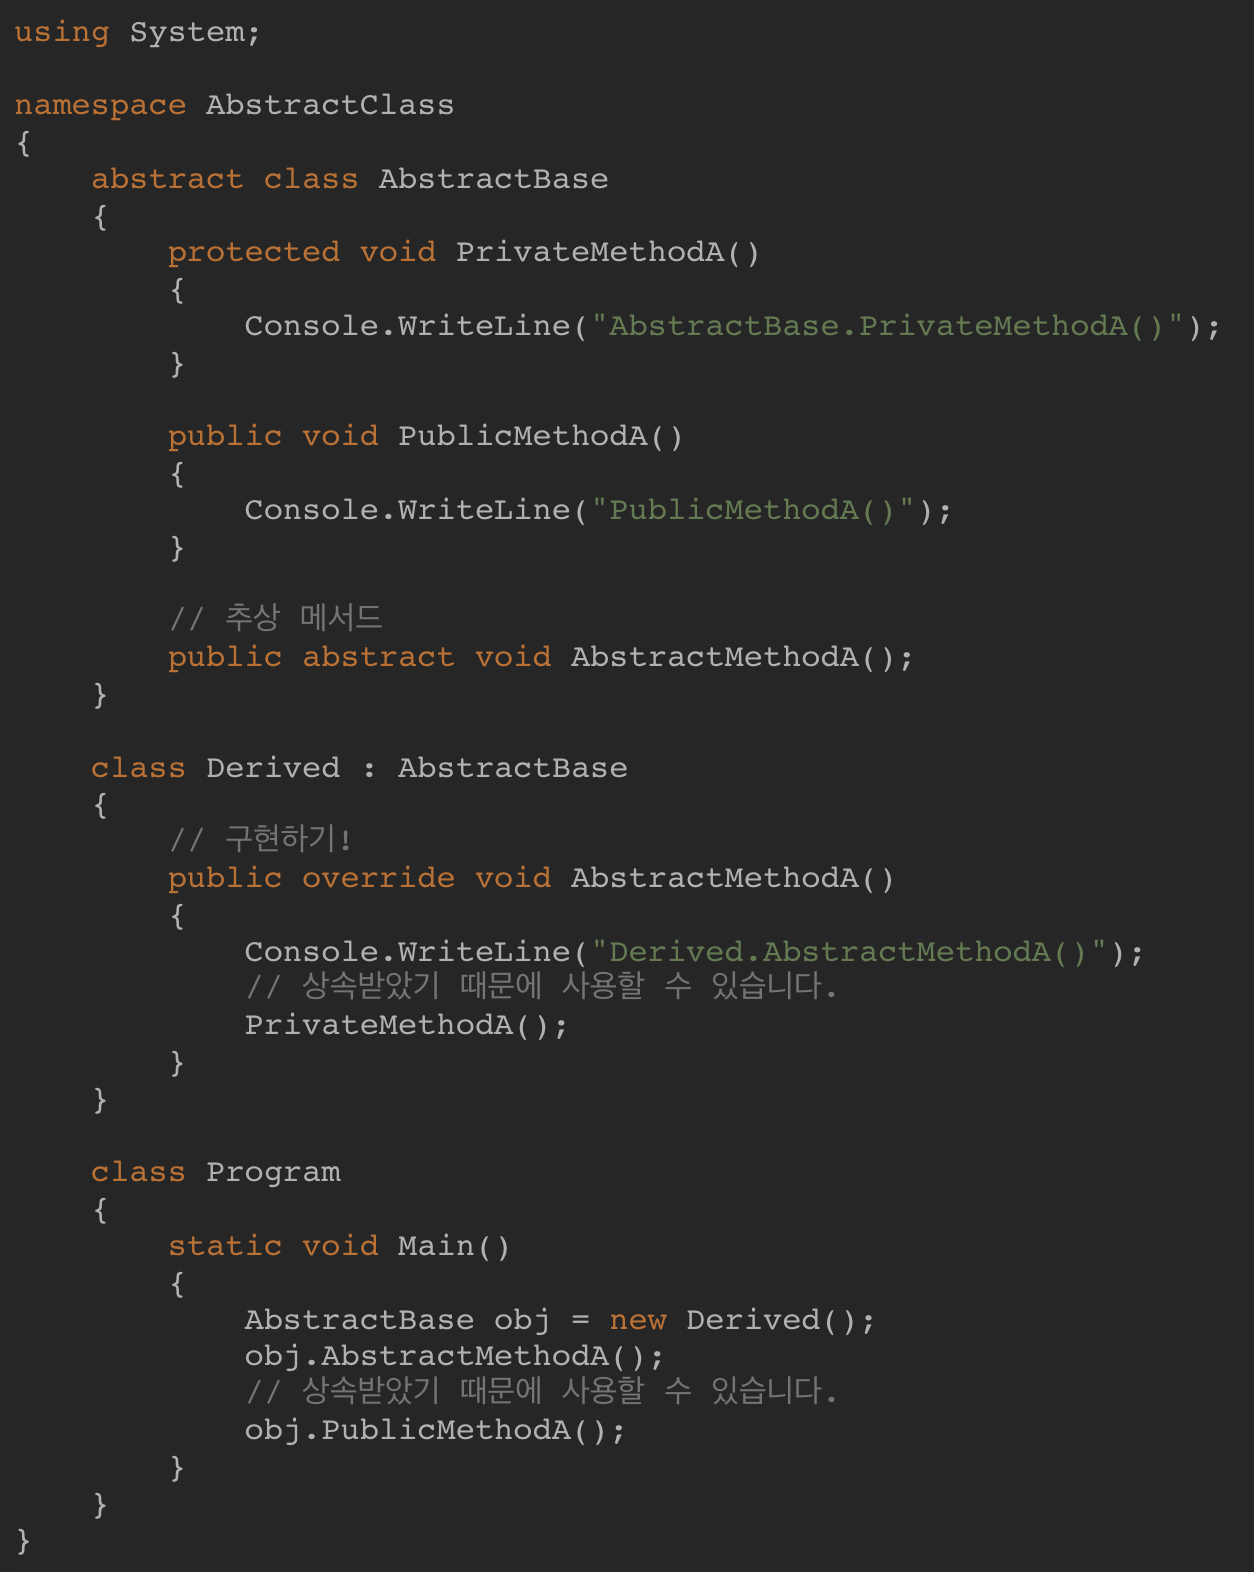 using System;

namespace AbstractClass
{
    abstract class AbstractBase
    {
        protected void PrivateMethodA()
        {
            Console.WriteLine("AbstractBase.PrivateMethodA()");
        }

        public void PublicMethodA()
        {
            Console.WriteLine("PublicMethodA()");
        }

        // 추상 메서드
        public abstract void AbstractMethodA();
    }

    class Derived : AbstractBase
    {
        // 구현하기!
        public override void AbstractMethodA()
        {
            Console.WriteLine("Derived.AbstractMethodA()");
            // 상속받았기 때문에 사용할 수 있습니다.
            PrivateMethodA();
        }
    }

    class Program
    {
        static void Main()
        {
            AbstractBase obj = new Derived();
            obj.AbstractMethodA();
            // 상속받았기 때문에 사용할 수 있습니다.
            obj.PublicMethodA();
        }
    }
}